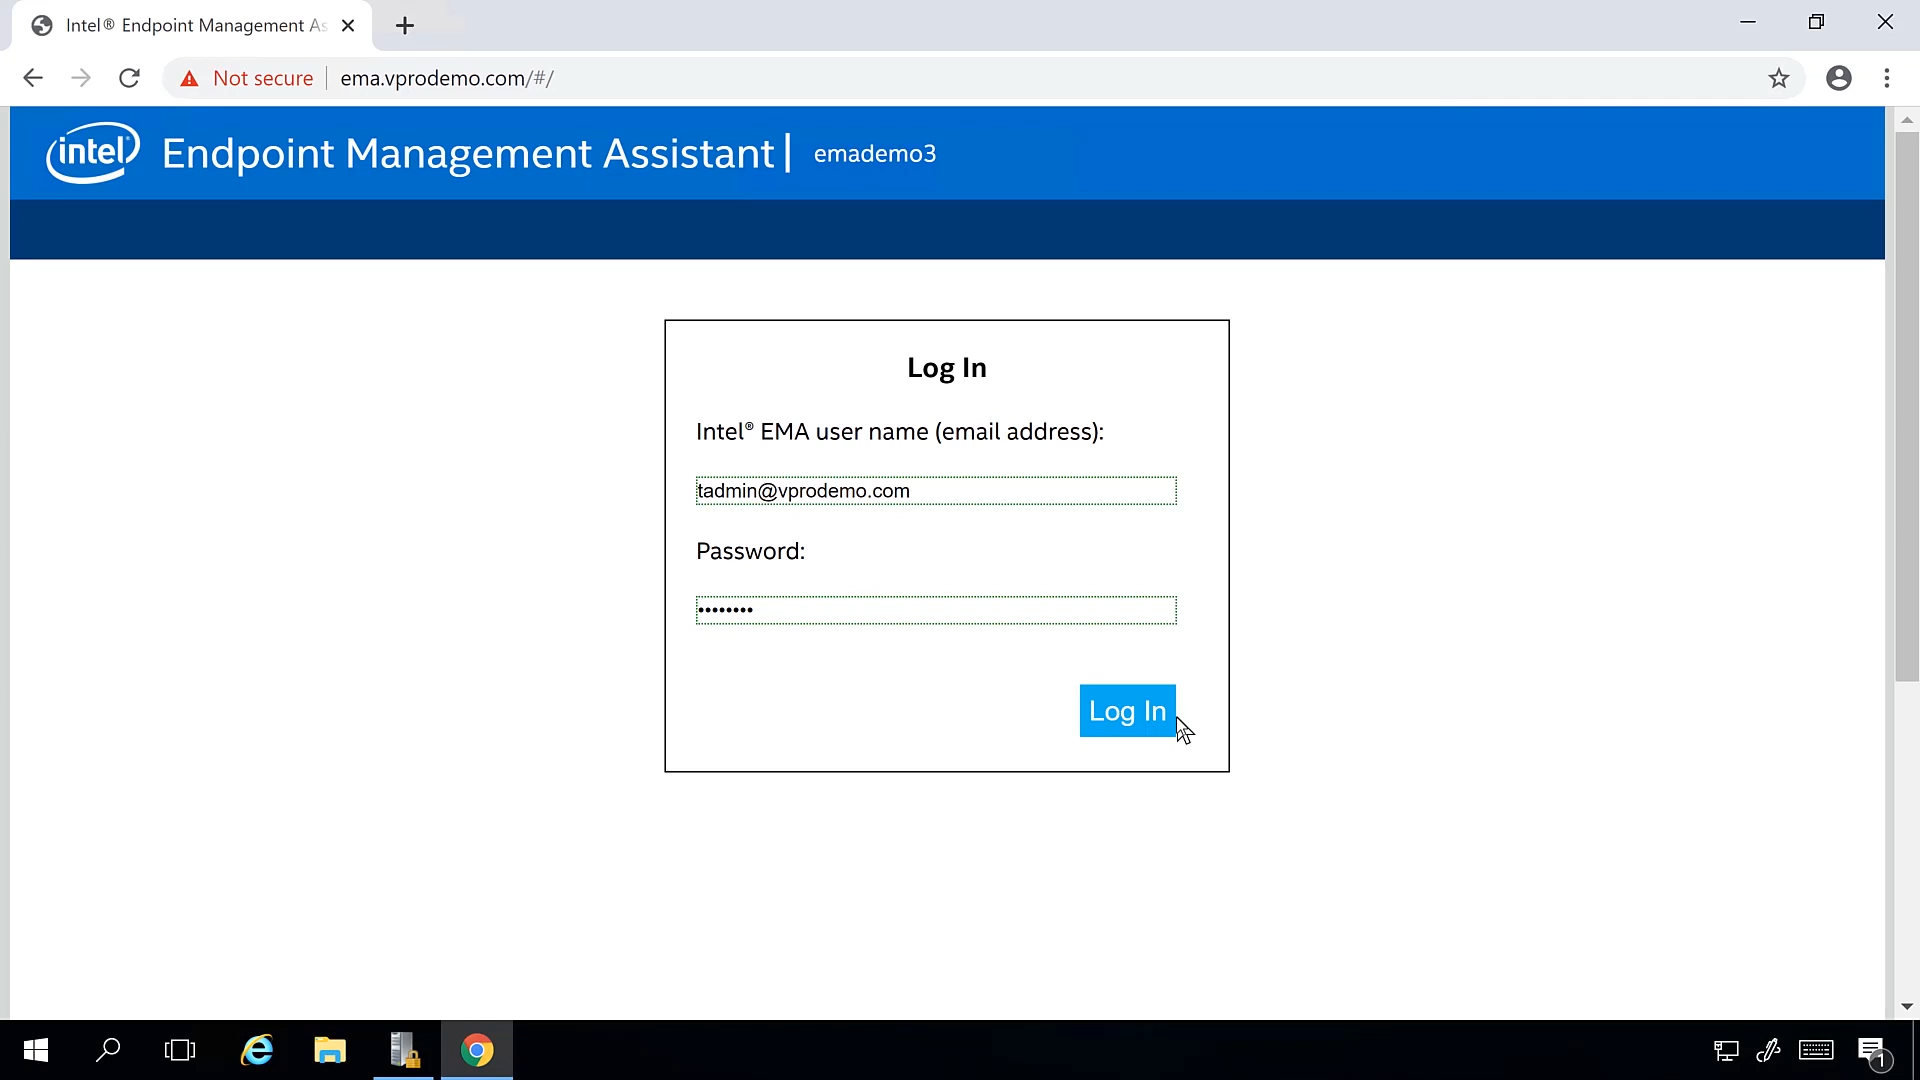 Intel® Endpoint Management As
Not secure
ema.vprodemo.com/#/
intel
Endpoint Management Assistant | emademo3
Log In
Intel® EMA user name (email address):
tadmin@vprodemo.com
Password:
••••••••
Log In
1